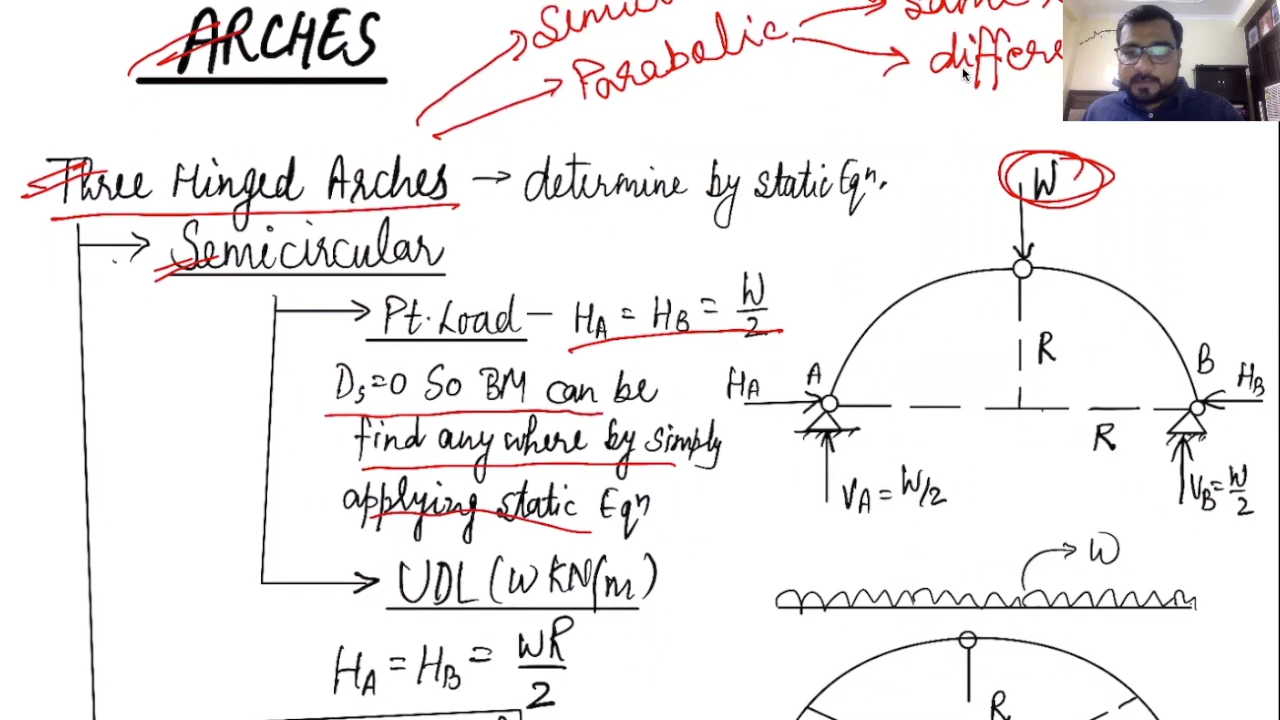 ARCHES
Parabolic
Three Hinged Arches → determine by static Eqn.
W
Semicircular
Pt. Load - HA = HB = W/2
R
Ds=0 So BM can be
find any where by simply
applying static Eqn
HA
A
B
HB
R
VA = W/2
VB = W/2
UDL (w KN/m)
W
HA = HB = WR/2
R